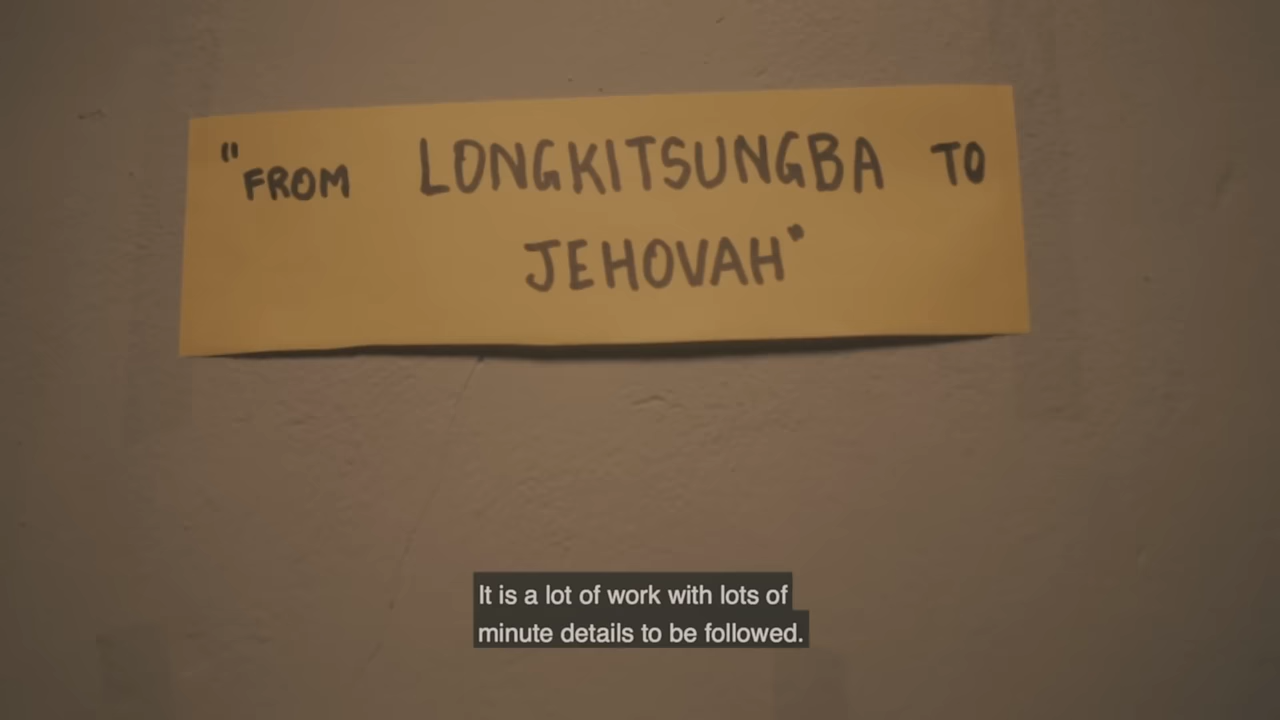 "FROM LONGKITSUNGBA TO
JEHOVAH"
It is a lot of work with lots of
minute details to be followed.